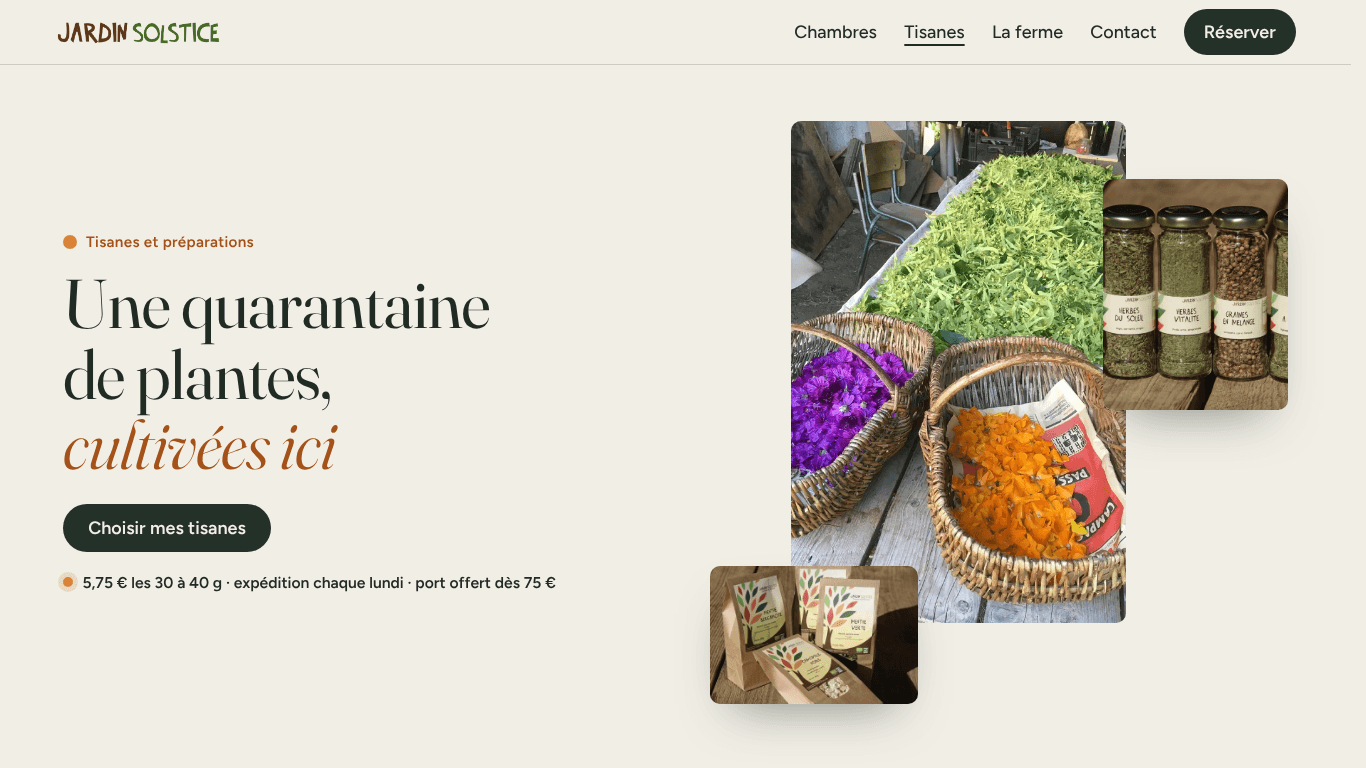 JARDIN SOLSTICE
Chambres
Tisanes
La ferme
Contact
Réserver
Tisanes et préparations
Une quarantaine
de plantes,
cultivées ici
Choisir mes tisanes
5,75 € les 30 à 40 g · expédition chaque lundi · port offert dès 75 €
HERBES
DU SOLEIL
HERBES
VITALITÉ
GRAINES
EN MÉLANGE
PASS
CAMPA